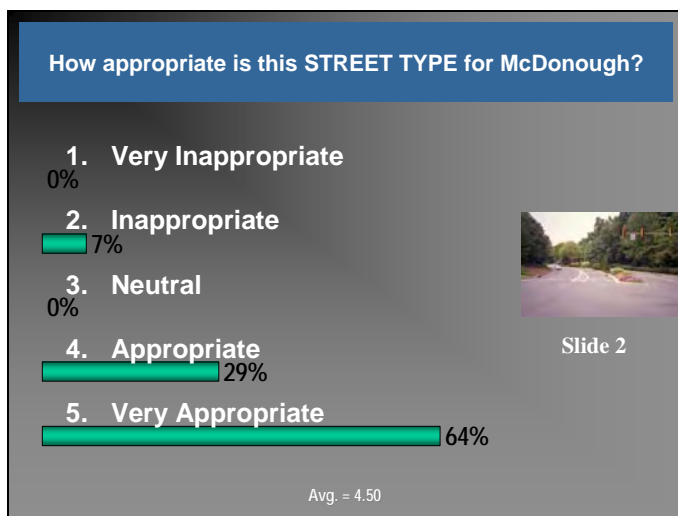 How appropriate is this STREET TYPE for McDonough?
1. Very Inappropriate
0%
2. Inappropriate
7%
3. Neutral
0%
4. Appropriate
29%
5. Very Appropriate
64%
Slide 2
Avg. = 4.50